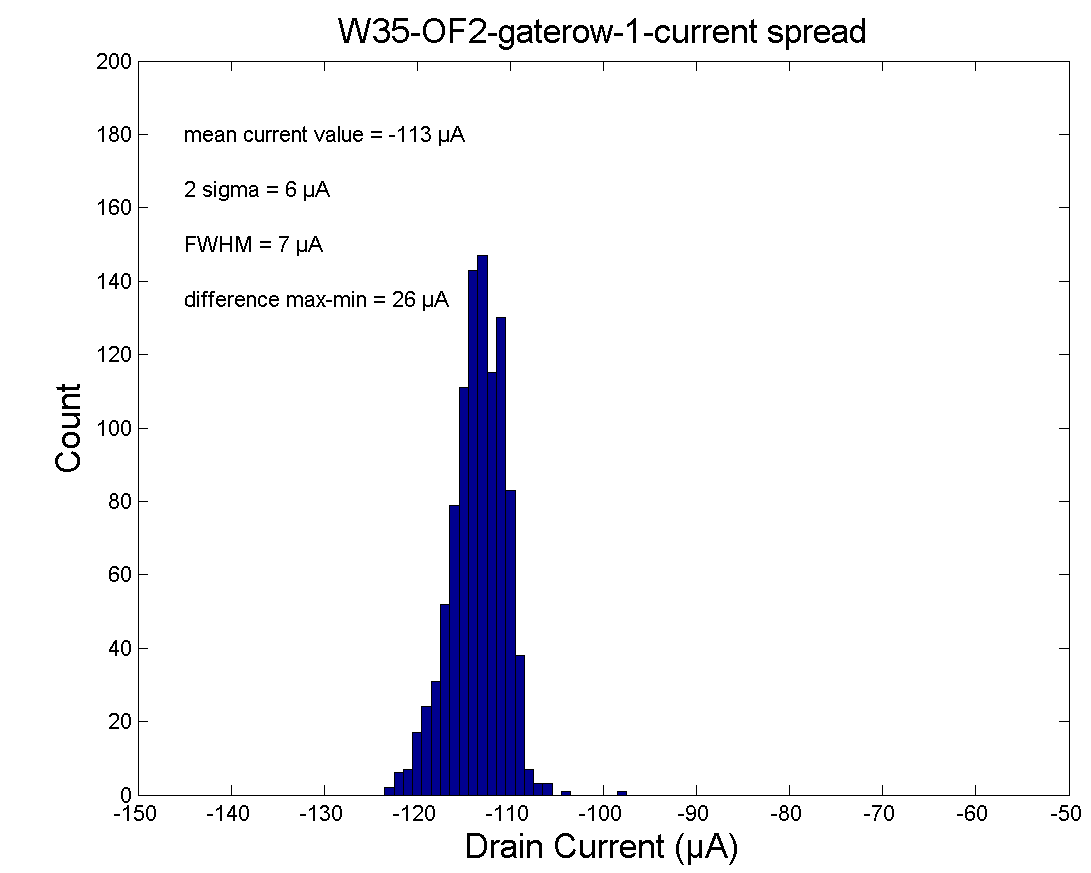 W35-OF2-gaterow-1-current spread
200
180
160
140
120
100
80
60
40
20
0
mean current value = -113 µA
2 sigma = 6 µA
FWHM = 7 µA
difference max-min = 26 µA
Count
-150 -140 -130 -120 -110 -100 -90 -80 -70 -60 -50
Drain Current (µA)